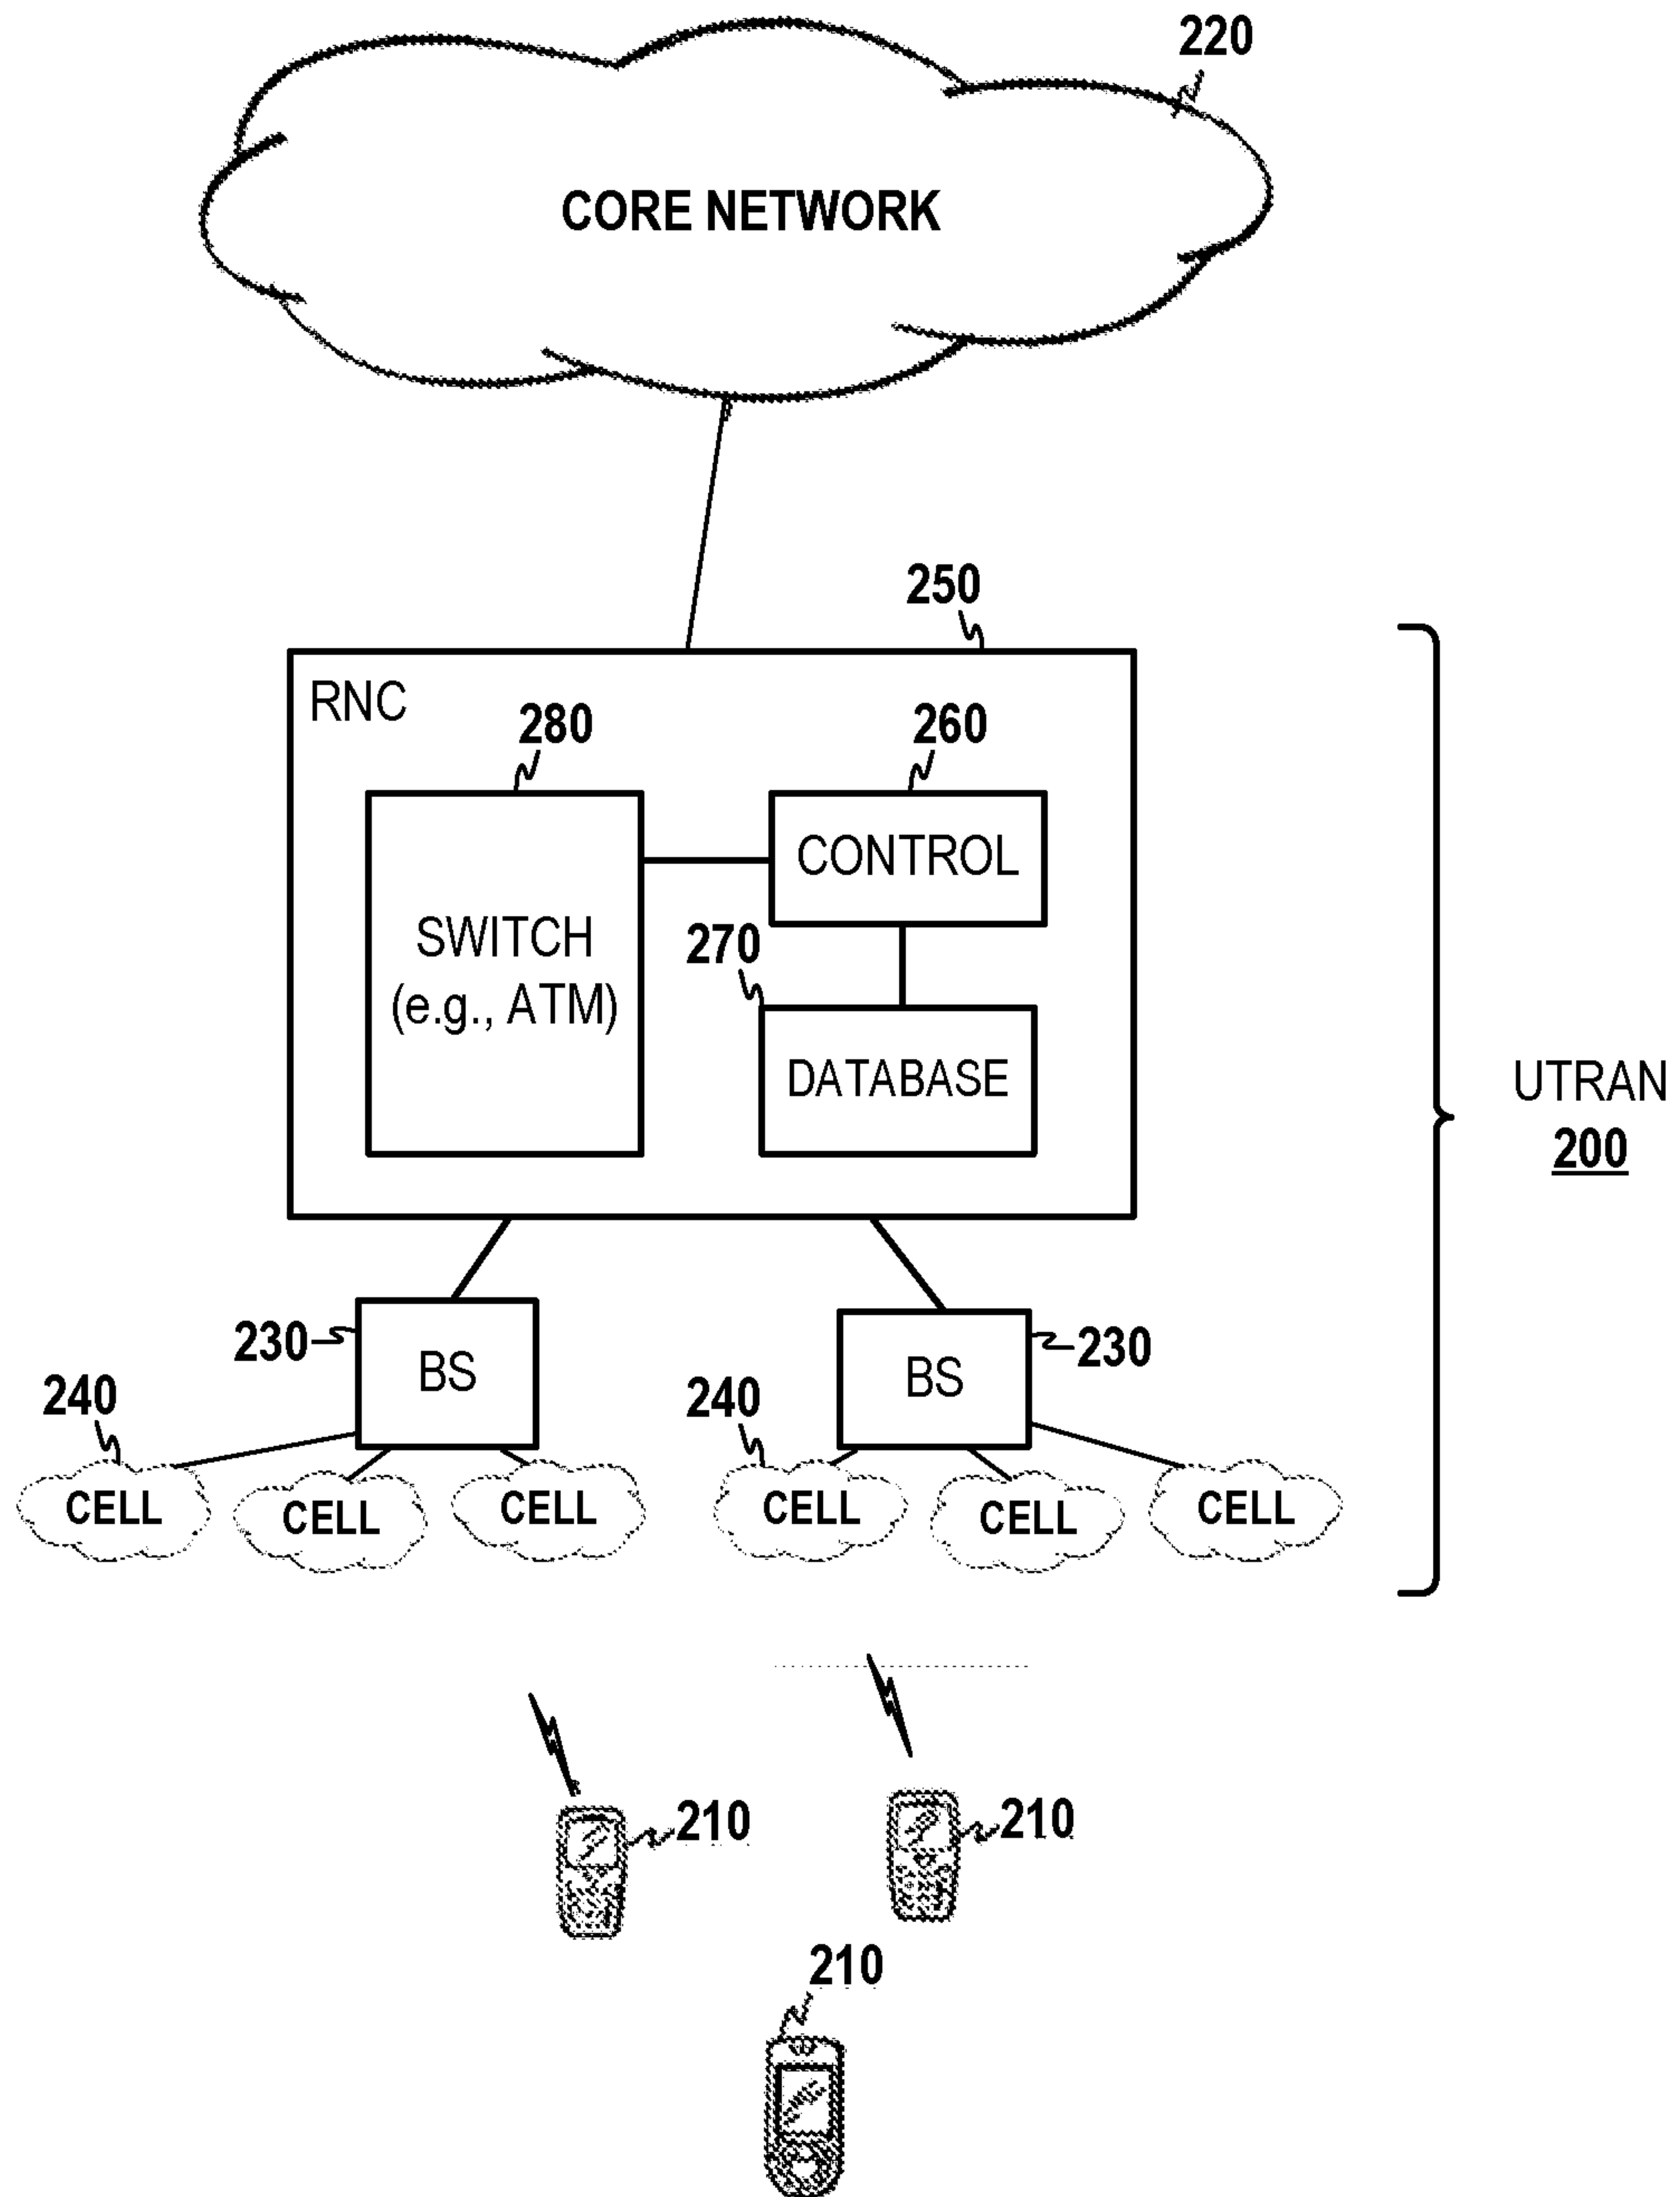 220
CORE NETWORK
250
RNC
280
260
CONTROL
SWITCH
(e.g., ATM)
270
DATABASE
UTRAN
200
230
BS
230
BS
240
240
CELL
CELL
CELL
CELL
CELL
CELL
210
210
210